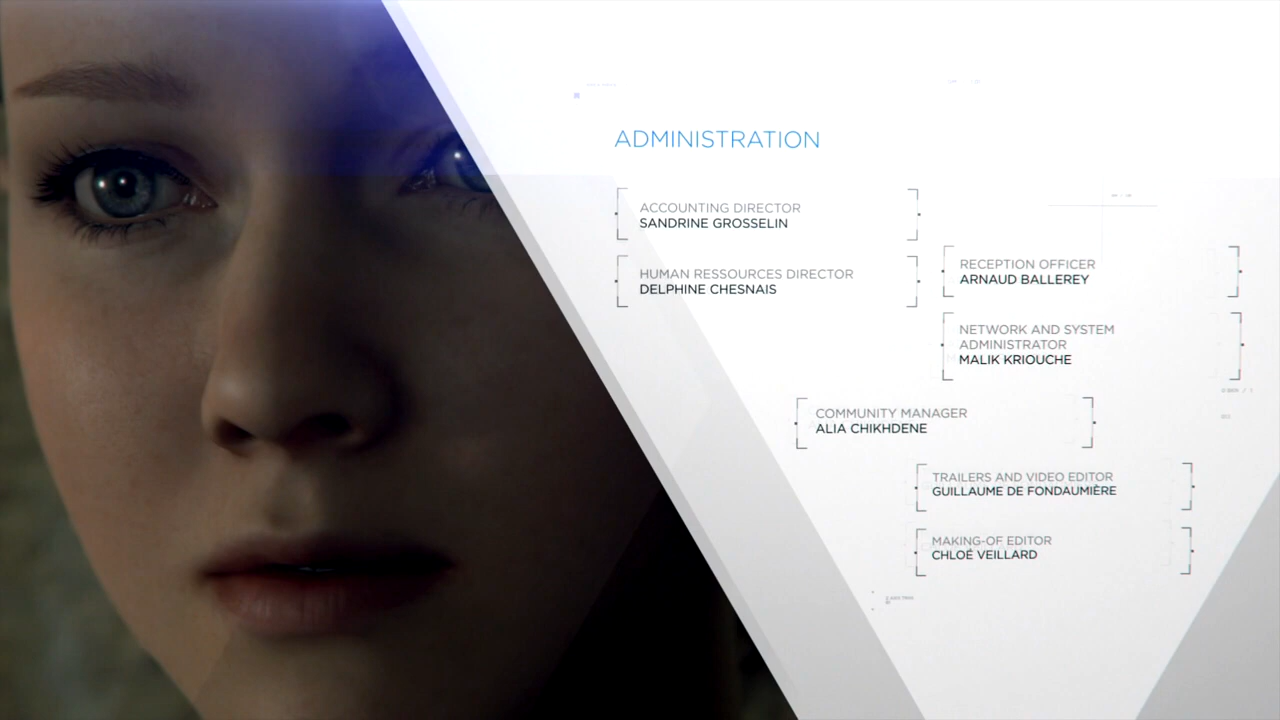 ADMINISTRATION
ACCOUNTING DIRECTOR
SANDRINE GROSSELIN
HUMAN RESSOURCES DIRECTOR
DELPHINE CHESNAIS
RECEPTION OFFICER
ARNAUD BALLEREY
NETWORK AND SYSTEM
ADMINISTRATOR
MALIK KRIOUCHE
COMMUNITY MANAGER
ALIA CHIKHDENE
TRAILERS AND VIDEO EDITOR
GUILLAUME DE FONDAUMIÈRE
MAKING-OF EDITOR
CHLOÉ VEILLARD